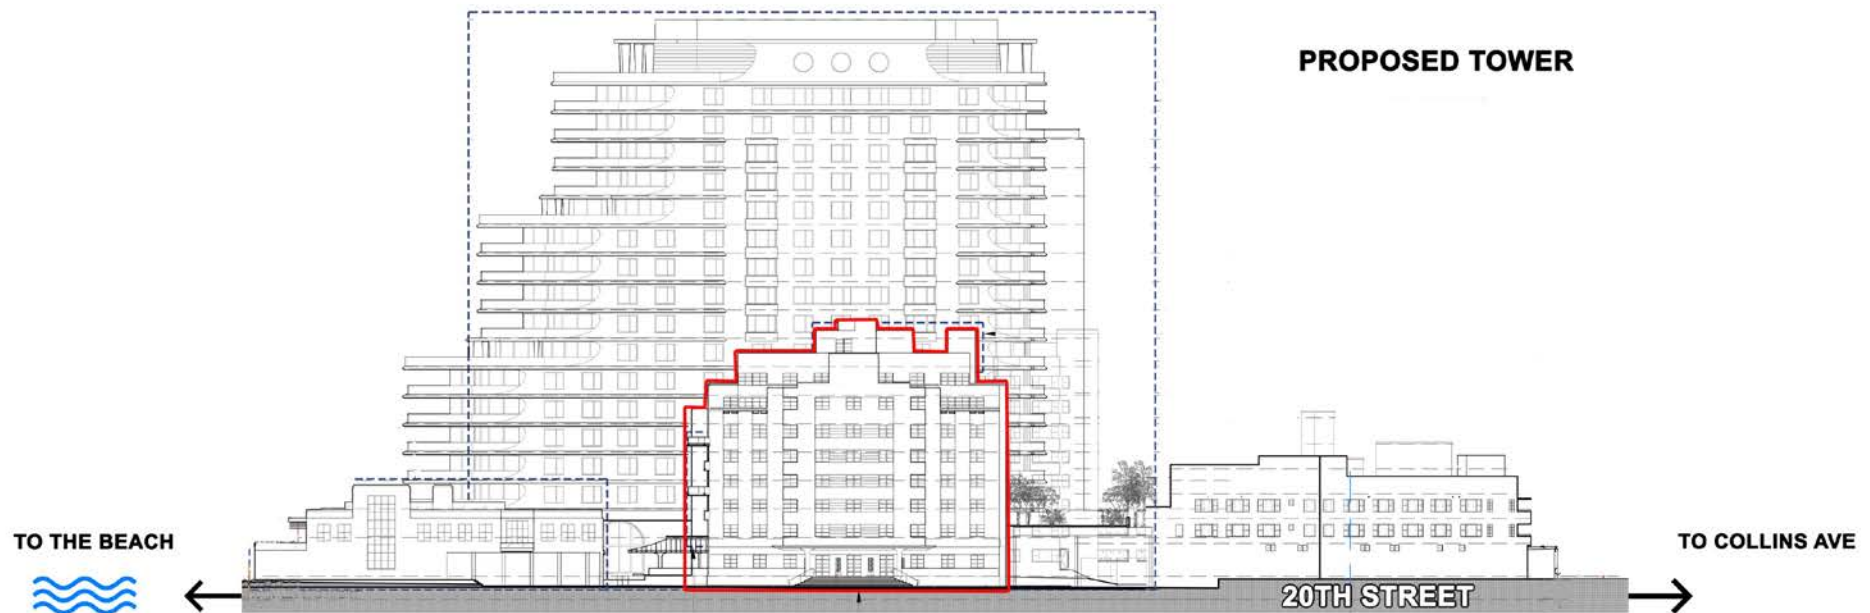 PROPOSED TOWER
TO THE BEACH
TO COLLINS AVE
20TH STREET